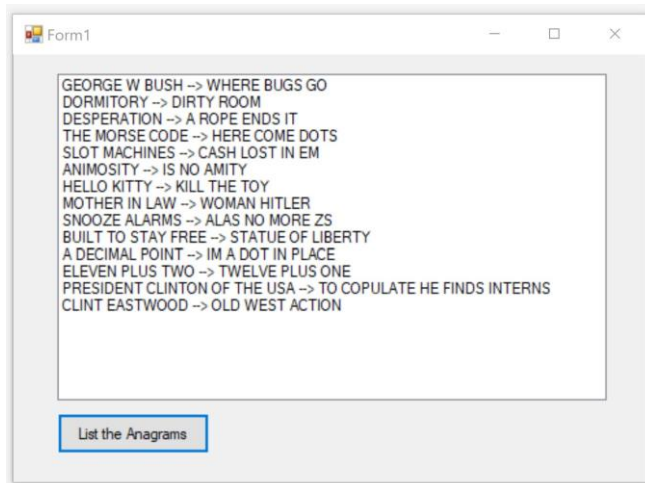 Form1
GEORGE W BUSH --> WHERE BUGS GO
DORMITORY --> DIRTY ROOM
DESPERATION --> A ROPE ENDS IT
THE MORSE CODE --> HERE COME DOTS
SLOT MACHINES --> CASH LOST IN EM
ANIMOSITY --> IS NO AMITY
HELLO KITTY --> KILL THE TOY
MOTHER IN LAW --> WOMAN HITLER
SNOOZE ALARMS --> ALAS NO MORE ZS
BUILT TO STAY FREE --> STATUE OF LIBERTY
A DECIMAL POINT --> IM A DOT IN PLACE
ELEVEN PLUS TWO --> TWELVE PLUS ONE
PRESIDENT CLINTON OF THE USA --> TO COPULATE HE FINDS INTERNS
CLINT EASTWOOD --> OLD WEST ACTION
List the Anagrams